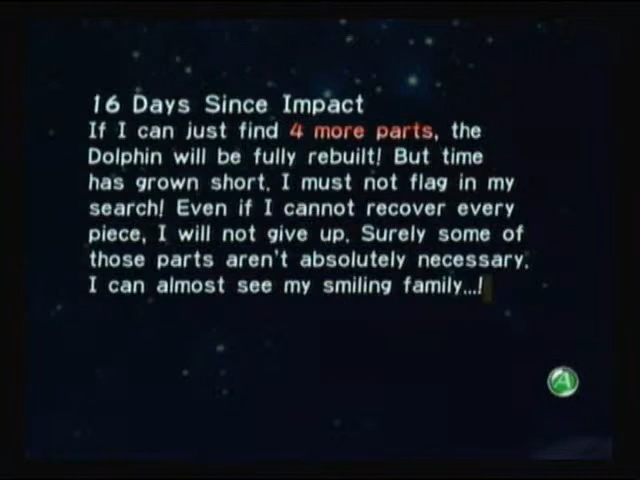 16 Days Since Impact
If I can just find 4 more parts, the
Dolphin will be fully rebuilt! But time
has grown short. I must not flag in my
search! Even if I cannot recover every
piece, I will not give up. Surely some of
those parts aren't absolutely necessary.
I can almost see my smiling family...!
A